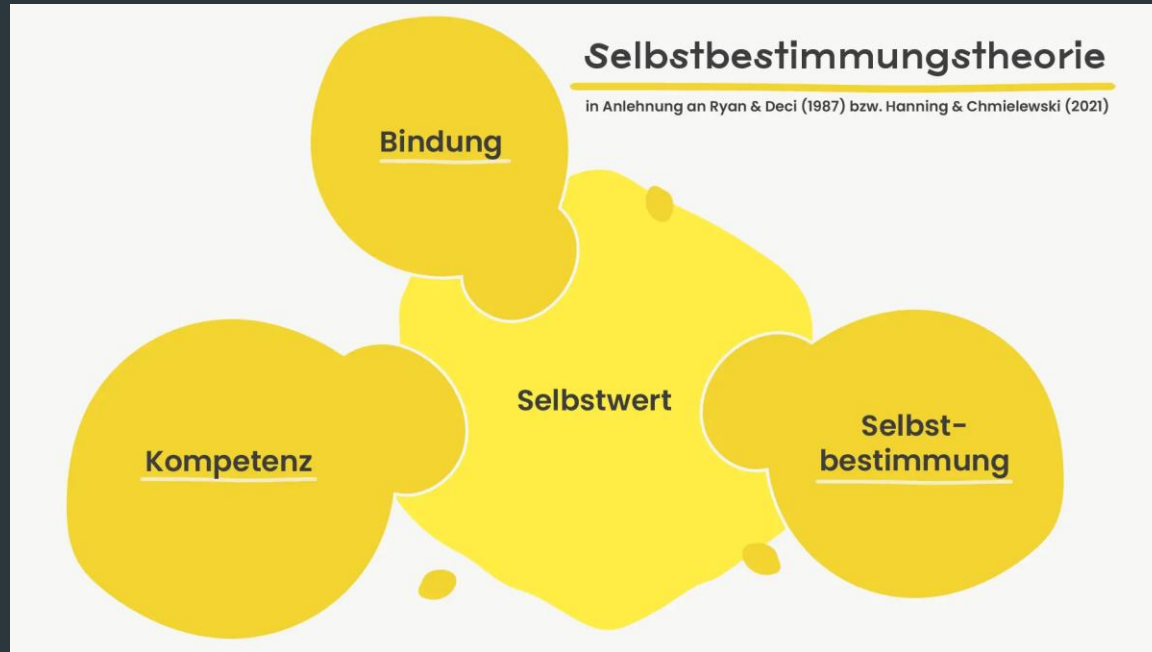 Selbstbestimmungstheorie
in Anlehnung an Ryan & Deci (1987) bzw. Hanning & Chmielewski (2021)
Bindung
Selbstwert
Kompetenz
Selbst-
bestimmung